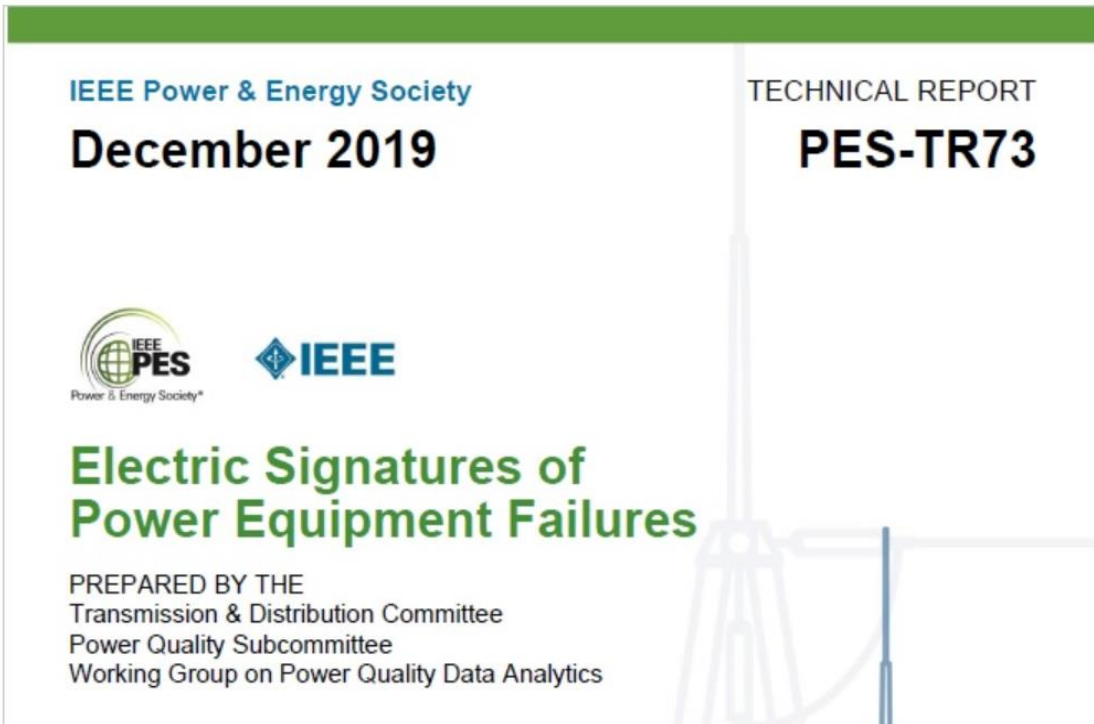 IEEE Power & Energy Society
TECHNICAL REPORT
December 2019
PES-TR73
IEEE
PES
Power & Energy Society®
IEEE
Electric Signatures of
Power Equipment Failures
PREPARED BY THE
Transmission & Distribution Committee
Power Quality Subcommittee
Working Group on Power Quality Data Analytics